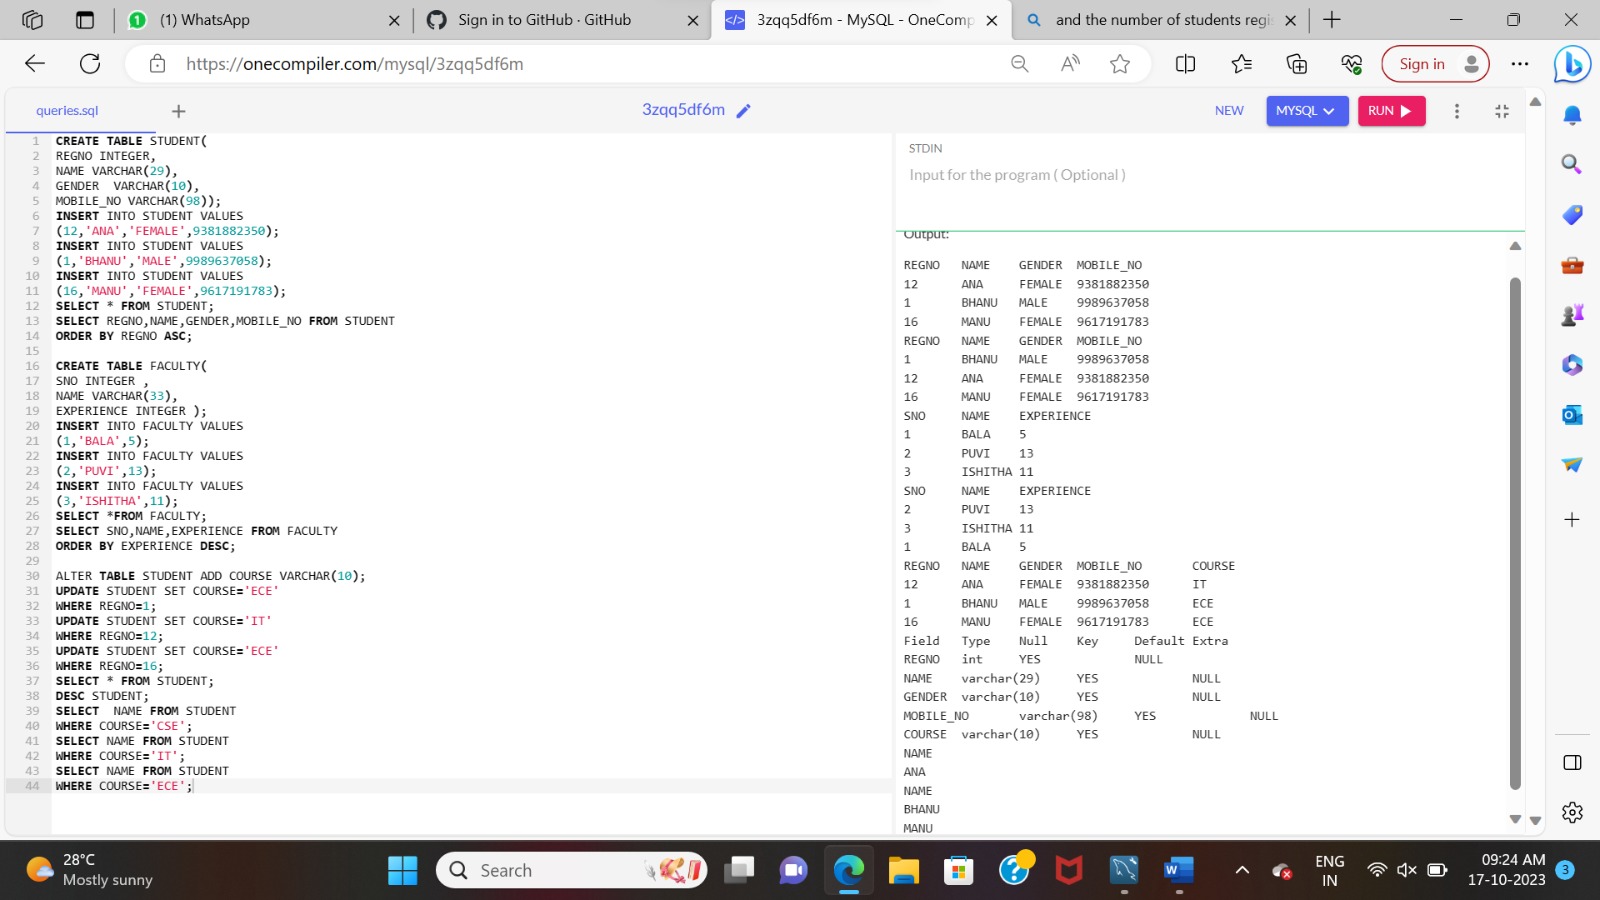 (1) WhatsApp
Sign in to GitHub · GitHub
3zqq5df6m - MySQL - OneComp
and the number of students regis
https://onecompiler.com/mysql/3zqq5df6m
Sign in
queries.sql
3zqq5df6m
NEW
MYSQL
RUN
1 CREATE TABLE STUDENT(
2 REGNO INTEGER,
3 NAME VARCHAR(29),
4 GENDER  VARCHAR(10),
5 MOBILE_NO VARCHAR(98));
6 INSERT INTO STUDENT VALUES
7 (12,'ANA','FEMALE',9381882350);
8 INSERT INTO STUDENT VALUES
9 (1,'BHANU','MALE',9989637058);
10 INSERT INTO STUDENT VALUES
11 (16,'MANU','FEMALE',9617191783);
12 SELECT * FROM STUDENT;
13 SELECT REGNO,NAME,GENDER,MOBILE_NO FROM STUDENT
14 ORDER BY REGNO ASC;
15
16 CREATE TABLE FACULTY(
17 SNO INTEGER ,
18 NAME VARCHAR(33),
19 EXPERIENCE INTEGER );
20 INSERT INTO FACULTY VALUES
21 (1,'BALA',5);
22 INSERT INTO FACULTY VALUES
23 (2,'PUVI',13);
24 INSERT INTO FACULTY VALUES
25 (3,'ISHITHA',11);
26 SELECT *FROM FACULTY;
27 SELECT SNO,NAME,EXPERIENCE FROM FACULTY
28 ORDER BY EXPERIENCE DESC;
29
30 ALTER TABLE STUDENT ADD COURSE VARCHAR(10);
31 UPDATE STUDENT SET COURSE='ECE'
32 WHERE REGNO=1;
33 UPDATE STUDENT SET COURSE='IT'
34 WHERE REGNO=12;
35 UPDATE STUDENT SET COURSE='ECE'
36 WHERE REGNO=16;
37 SELECT * FROM STUDENT;
38 DESC STUDENT;
39 SELECT  NAME FROM STUDENT
40 WHERE COURSE='CSE';
41 SELECT NAME FROM STUDENT
42 WHERE COURSE='IT';
43 SELECT NAME FROM STUDENT
44 WHERE COURSE='ECE';
STDIN
Input for the program ( Optional )
Output:
REGNO NAME GENDER MOBILE_NO
12 ANA FEMALE 9381882350
1 BHANU MALE 9989637058
16 MANU FEMALE 9617191783
REGNO NAME GENDER MOBILE_NO
1 BHANU MALE 9989637058
12 ANA FEMALE 9381882350
16 MANU FEMALE 9617191783
SNO NAME EXPERIENCE
1 BALA 5
2 PUVI 13
3 ISHITHA 11
SNO NAME EXPERIENCE
2 PUVI 13
3 ISHITHA 11
1 BALA 5
REGNO NAME GENDER MOBILE_NO COURSE
12 ANA FEMALE 9381882350 IT
1 BHANU MALE 9989637058 ECE
16 MANU FEMALE 9617191783 ECE
Field Type Null Key Default Extra
REGNO int YES NULL
NAME varchar(29) YES NULL
GENDER varchar(10) YES NULL
MOBILE_NO varchar(98) YES NULL
COURSE varchar(10) YES NULL
NAME
ANA
NAME
BHANU
MANU
28°C
Mostly sunny
Search
ENG
IN
09:24 AM
17-10-2023
3